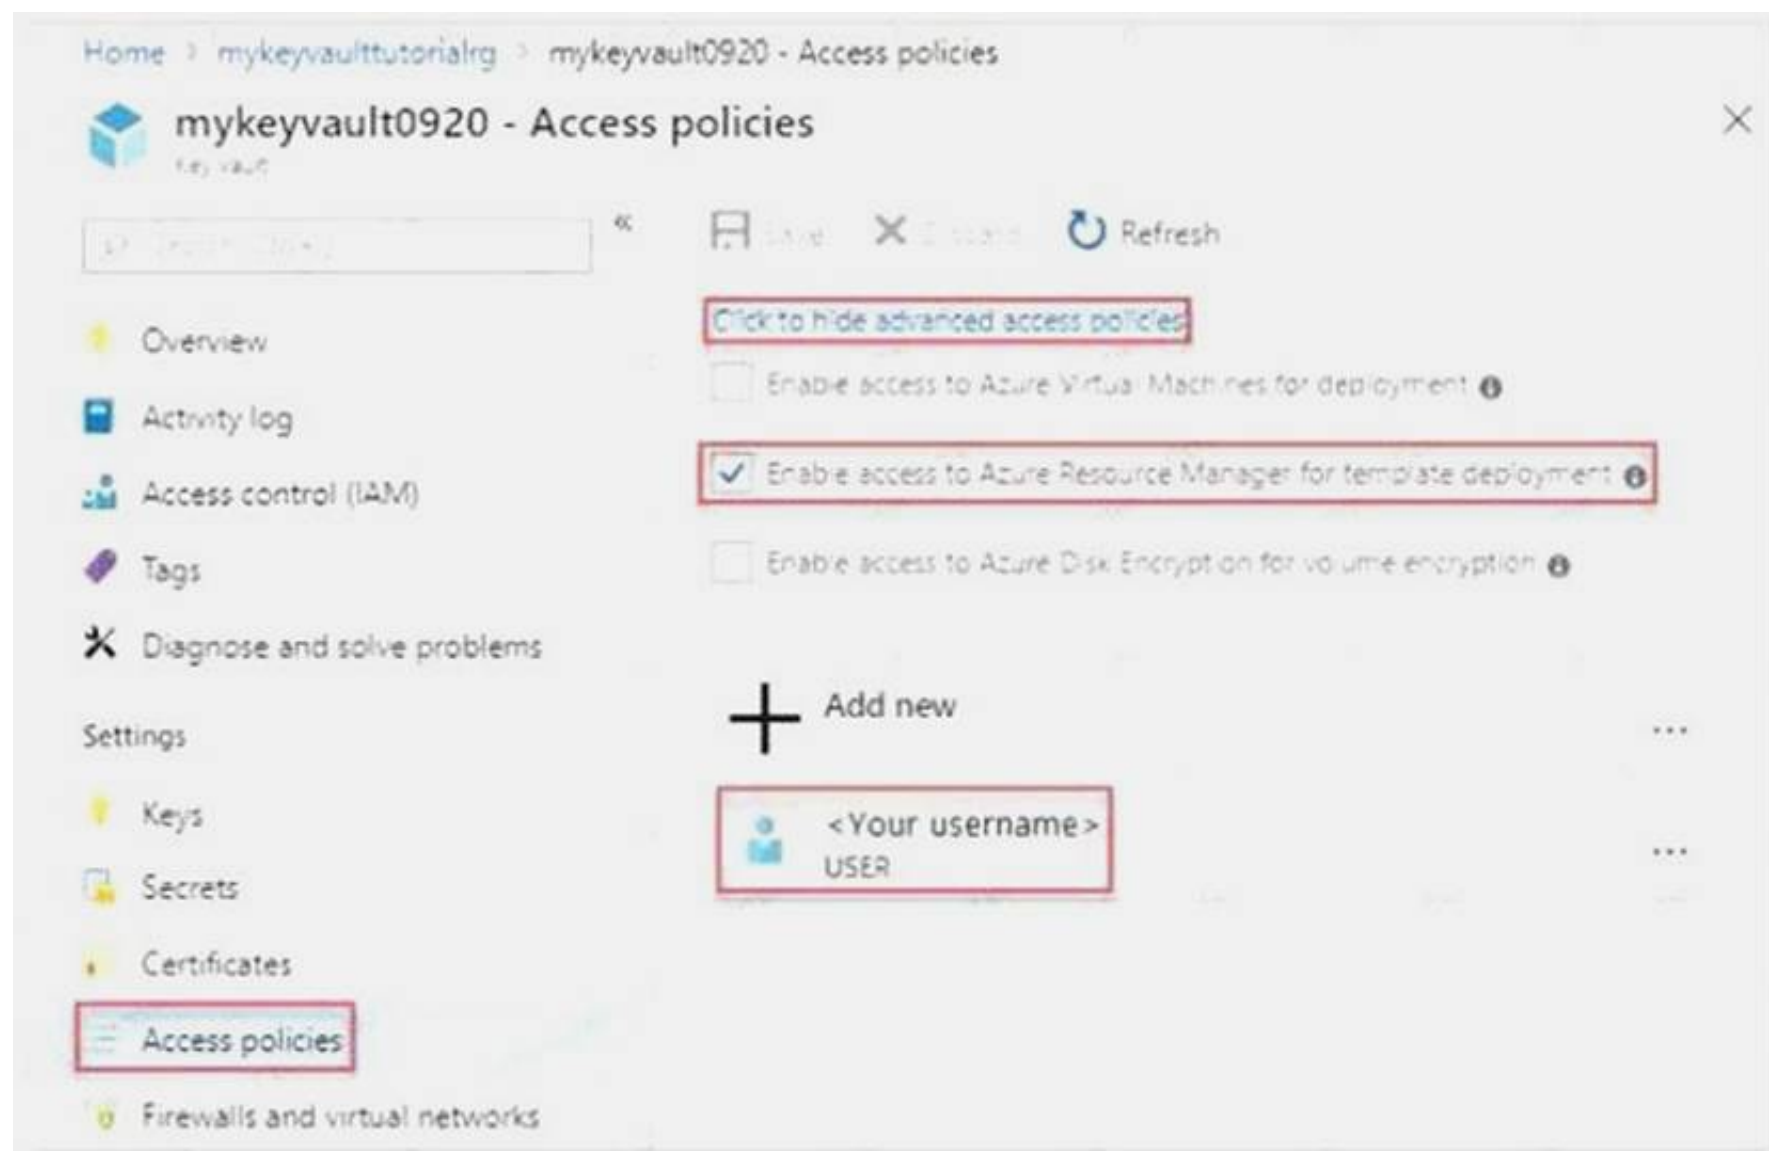 Home > mykeyvaulttutorialrg > mykeyvault0920 - Access policies
mykeyvault0920 - Access policies
Key vault
«
Save
Refresh
Click to hide advanced access policies
Enable access to Azure Virtual Machines for deployment
Enable access to Azure Resource Manager for template deployment
Enable access to Azure Disk Encryption for volume encryption
Overview
Activity log
Access control (IAM)
Tags
Diagnose and solve problems
Settings
Keys
Secrets
Certificates
Access policies
Firewalls and virtual networks
Add new
...
<Your username>
USER
...